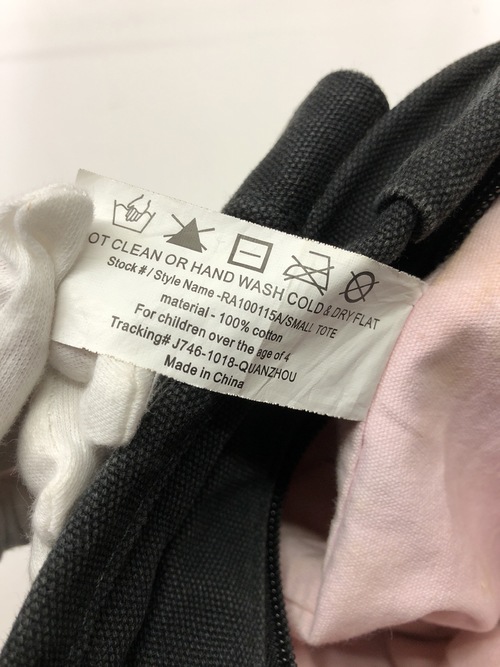 OT CLEAN OR HAND WASH COLD & DRY FLAT
Stock# / Style Name -RA100115A/SMALL TOTE
material - 100% cotton
For children over the age of 4
Tracking# J746-1018-QUANZHOU
Made in China